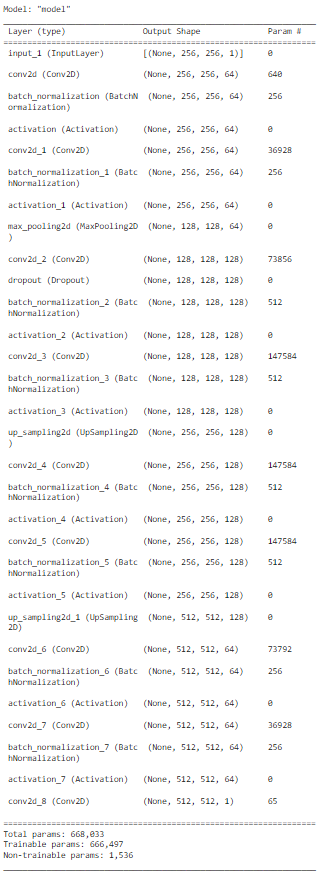 Model: "model"
Layer (type) Output Shape Param #
input_1 (InputLayer) [(None, 256, 256, 1)] 0
conv2d (Conv2D) (None, 256, 256, 64) 640
batch_normalization (BatchN (None, 256, 256, 64) 256
ormalization)
activation (Activation) (None, 256, 256, 64) 0
conv2d_1 (Conv2D) (None, 256, 256, 64) 36928
batch_normalization_1 (Batc (None, 256, 256, 64) 256
hNormalization)
activation_1 (Activation) (None, 256, 256, 64) 0
max_pooling2d (MaxPooling2D (None, 128, 128, 64) 0
)
conv2d_2 (Conv2D) (None, 128, 128, 128) 73856
dropout (Dropout) (None, 128, 128, 128) 0
batch_normalization_2 (Batc (None, 128, 128, 128) 512
hNormalization)
activation_2 (Activation) (None, 128, 128, 128) 0
conv2d_3 (Conv2D) (None, 128, 128, 128) 147584
batch_normalization_3 (Batc (None, 128, 128, 128) 512
hNormalization)
activation_3 (Activation) (None, 128, 128, 128) 0
up_sampling2d (UpSampling2D (None, 256, 256, 128) 0
)
conv2d_4 (Conv2D) (None, 256, 256, 128) 147584
batch_normalization_4 (Batc (None, 256, 256, 128) 512
hNormalization)
activation_4 (Activation) (None, 256, 256, 128) 0
conv2d_5 (Conv2D) (None, 256, 256, 128) 147584
batch_normalization_5 (Batc (None, 256, 256, 128) 512
hNormalization)
activation_5 (Activation) (None, 256, 256, 128) 0
up_sampling2d_1 (UpSampling (None, 512, 512, 128) 0
2D)
conv2d_6 (Conv2D) (None, 512, 512, 64) 73792
batch_normalization_6 (Batc (None, 512, 512, 64) 256
hNormalization)
activation_6 (Activation) (None, 512, 512, 64) 0
conv2d_7 (Conv2D) (None, 512, 512, 64) 36928
batch_normalization_7 (Batc (None, 512, 512, 64) 256
hNormalization)
activation_7 (Activation) (None, 512, 512, 64) 0
conv2d_8 (Conv2D) (None, 512, 512, 1) 65
Total params: 668,033
Trainable params: 666,497
Non-trainable params: 1,536